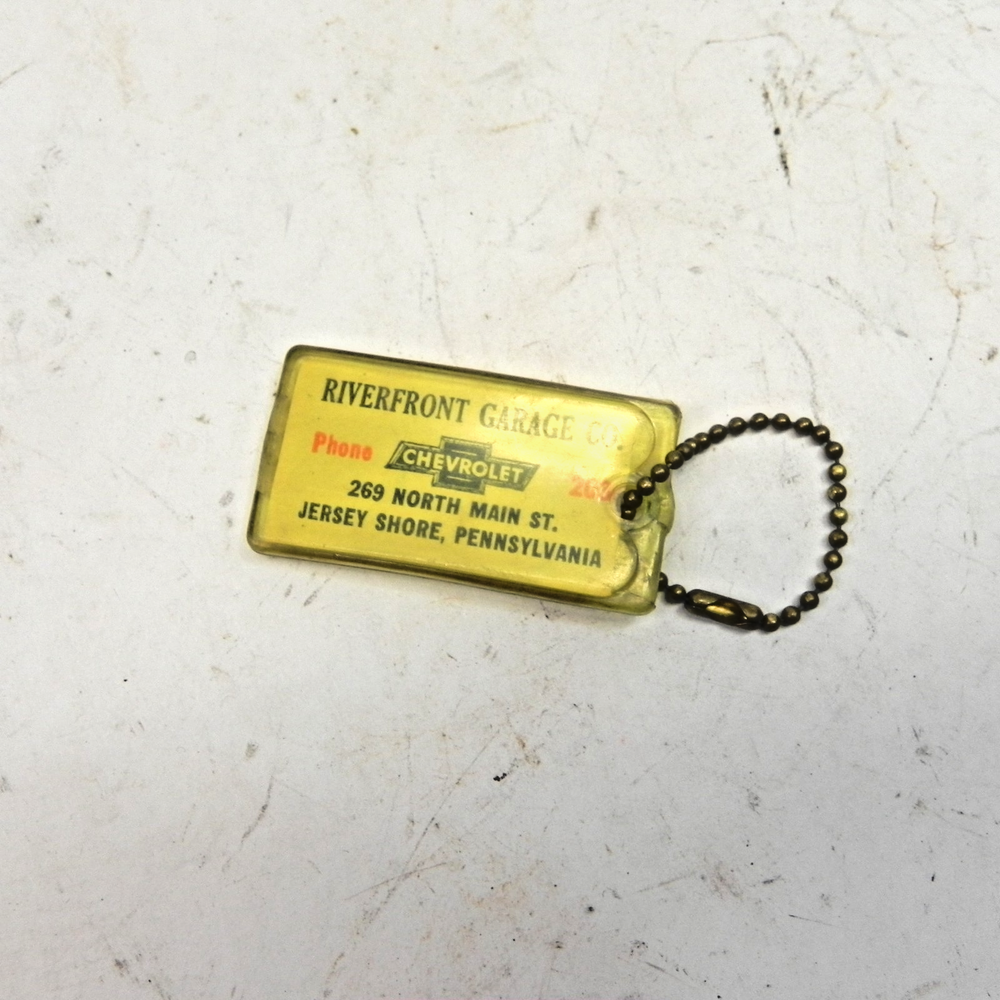 RIVERFRONT GARAGE CO.
Phone CHEVROLET
269 NORTH MAIN ST.
JERSEY SHORE, PENNSYLVANIA